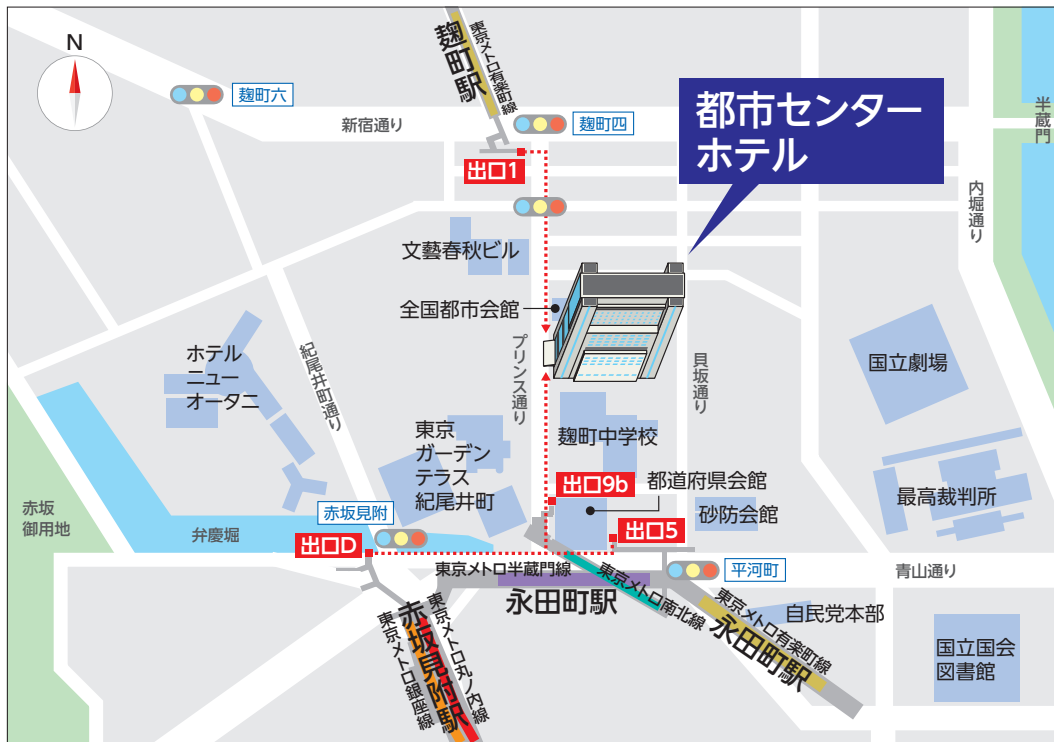 N
麹町駅
東京メトロ有楽町線
麹町六
麹町四
新宿通り
都市センター
ホテル
半蔵門
出口1
内堀通り
文藝春秋ビル
全国都市会館
プリンス通り
紀尾井町通り
ホテル
ニュー
オータニ
貝坂通り
国立劇場
東京
ガーデン
テラス
紀尾井町
麹町中学校
出口9b
都道府県会館
出口5
砂防会館
最高裁判所
赤坂
御用地
弁慶堀
赤坂見附
出口D
東京メトロ半蔵門線
永田町駅
東京メトロ南北線
平河町
青山通り
東京メトロ有楽町線
永田町駅
自民党本部
国立国会
図書館
赤坂見附駅
東京メトロ丸ノ内線
東京メトロ銀座線